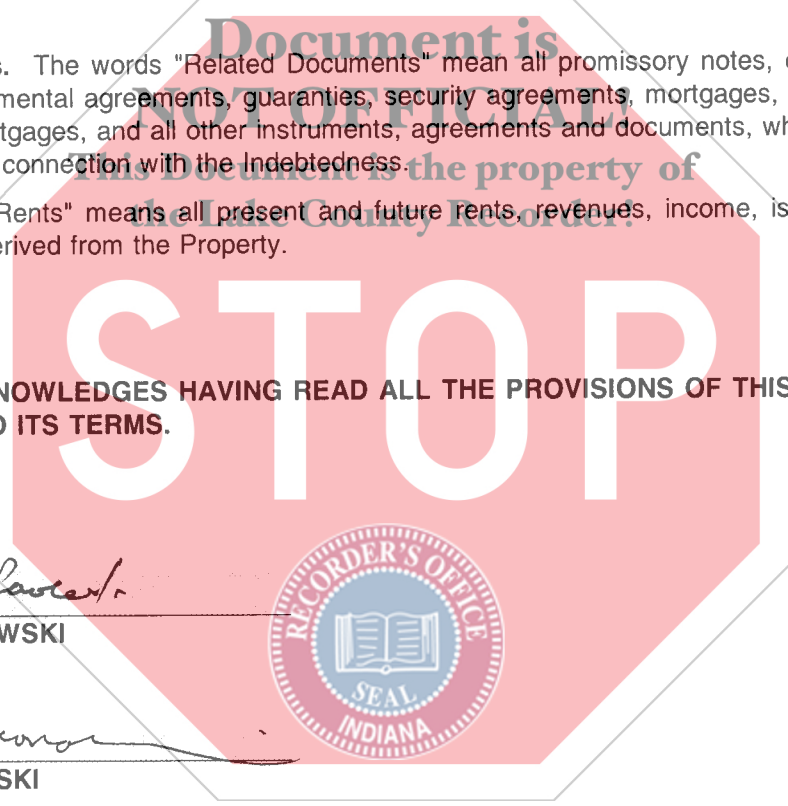 Document is
s. The words "Related Documents" mean all promissory notes,
mental agreements, guaranties, security agreements, mortgages,
NOT OFFICIAL!
tgages, and all other instruments, agreements and documents, wh
connection with the Indebtedness.
This Document is the property of
Rents" means all present and future rents, revenues, income, is
the Lake County Recorder!
erived from the Property.
STOP
NOWLEDGES HAVING READ ALL THE PROVISIONS OF THIS
D ITS TERMS.
RECORDER'S OFFICE
SEAL
INDIANA
WSKI
SKI